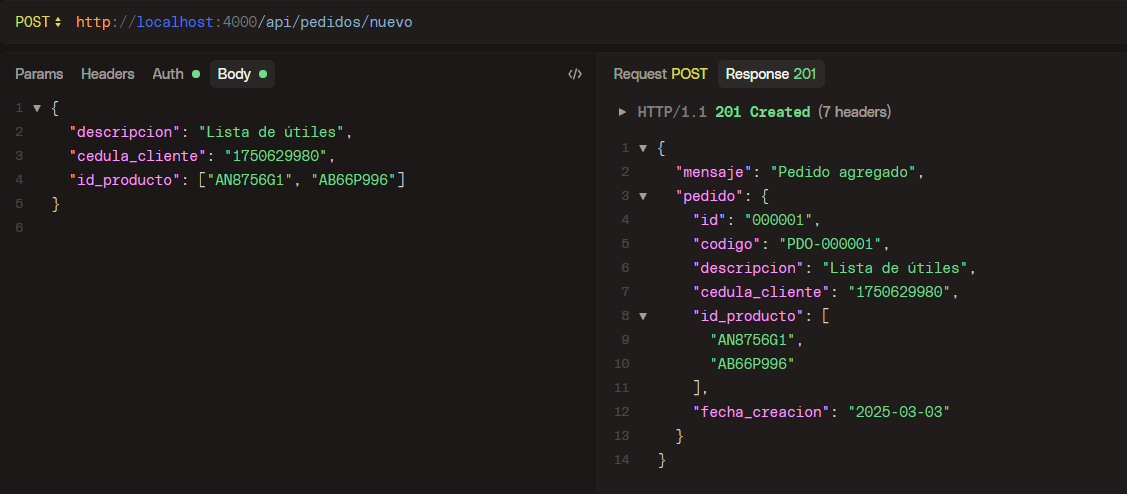 POST http://localhost:4000/api/pedidos/nuevo
Params Headers Auth Body </>
1 {
2 "descripcion": "Lista de útiles",
3 "cedula_cliente": "1750629980",
4 "id_producto": ["AN8756G1", "AB66P996"]
5 }
6
Request POST Response 201
HTTP/1.1 201 Created (7 headers)
1 {
2 "mensaje": "Pedido agregado",
3 "pedido": {
4 "id": "000001",
5 "codigo": "PDO-000001",
6 "descripcion": "Lista de útiles",
7 "cedula_cliente": "1750629980",
8 "id_producto": [
9 "AN8756G1",
10 "AB66P996"
11 ],
12 "fecha_creacion": "2025-03-03"
13 }
14 }